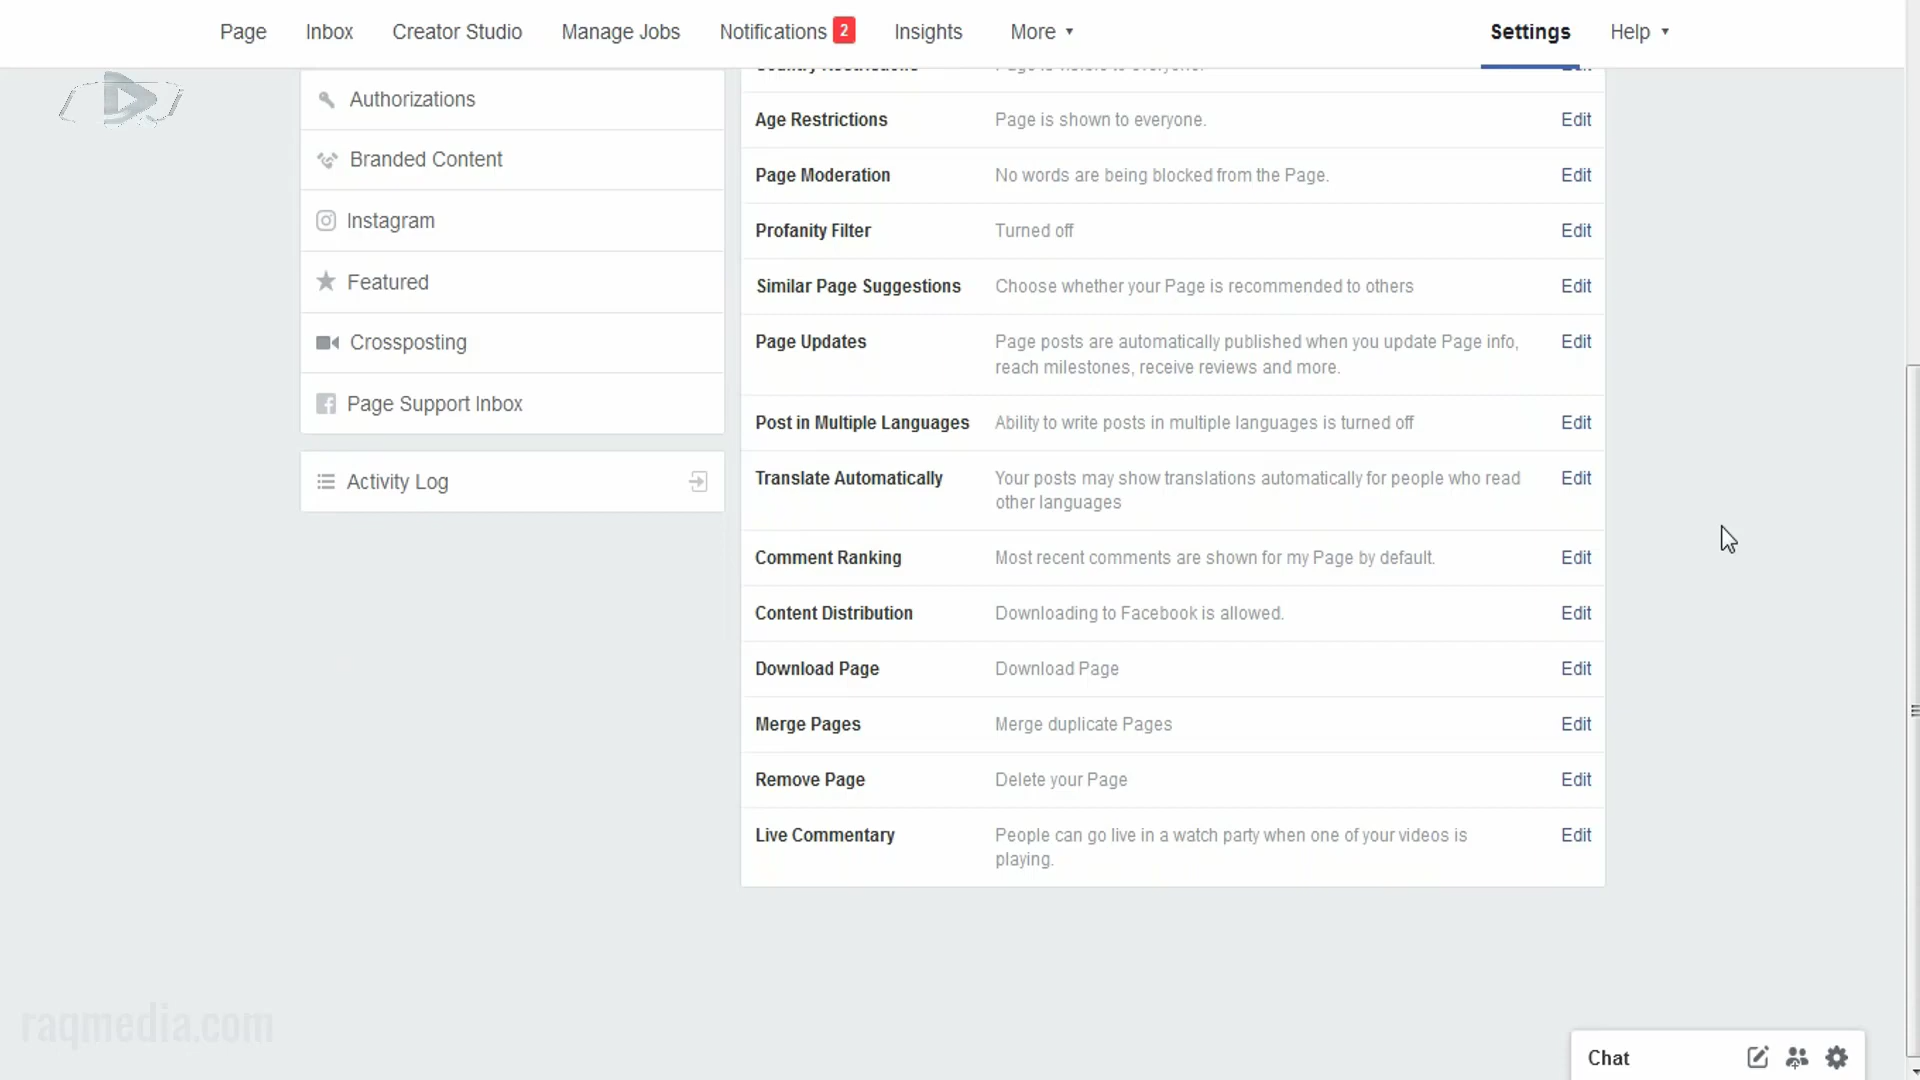 Page Inbox Creator Studio Manage Jobs Notifications 2 Insights More Settings Help
Authorizations
Branded Content
Instagram
Featured
Crossposting
Page Support Inbox
Activity Log
Age Restrictions Page is shown to everyone. Edit
Page Moderation No words are being blocked from the Page. Edit
Profanity Filter Turned off Edit
Similar Page Suggestions Choose whether your Page is recommended to others Edit
Page Updates Page posts are automatically published when you update Page info, Edit
reach milestones, receive reviews and more.
Post in Multiple Languages Ability to write posts in multiple languages is turned off Edit
Translate Automatically Your posts may show translations automatically for people who read Edit
other languages
Comment Ranking Most recent comments are shown for my Page by default. Edit
Content Distribution Downloading to Facebook is allowed. Edit
Download Page Download Page Edit
Merge Pages Merge duplicate Pages Edit
Remove Page Delete your Page Edit
Live Commentary People can go live in a watch party when one of your videos is Edit
playing.
raqmedia.com
Chat